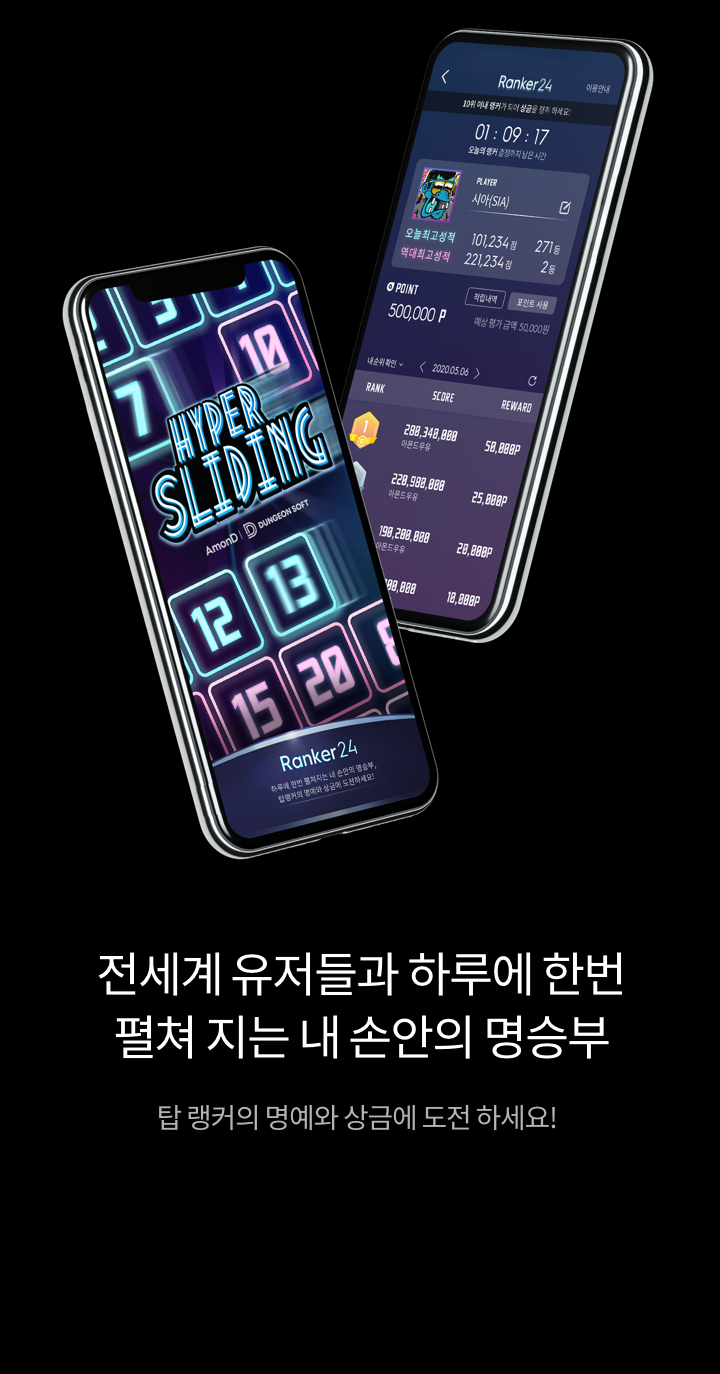 Ranker24
이용안내
10위 이내 랭커가 되어 상금을 쟁취 하세요!
01 : 09 : 17
오늘의 랭커 결정까지 남은 시간
PLAYER
시아(SIA)
오늘최고성적 101,234 점 271 등
역대최고성적 221,234 점 2 등
POINT
적립내역 포인트 사용
500,000 P
예상 평가 금액 50,000원
내 순위 확인 2020.05.06
RANK SCORE REWARD
1 280,340,000 50,000P
아몬드우유
220,980,000 25,000P
아몬드우유
190,200,000 20,000P
아몬드우유
00,000 10,000P
7 10
HYPER
SLIDING
AmonD DUNGEON SOFT
12 13
15 20
Ranker24
하루에 한번 펼쳐지는 내 손안의 명승부,
탑랭커의 명예와 상금에 도전하세요!
전세계 유저들과 하루에 한번
펼쳐 지는 내 손안의 명승부
탑 랭커의 명예와 상금에 도전 하세요!